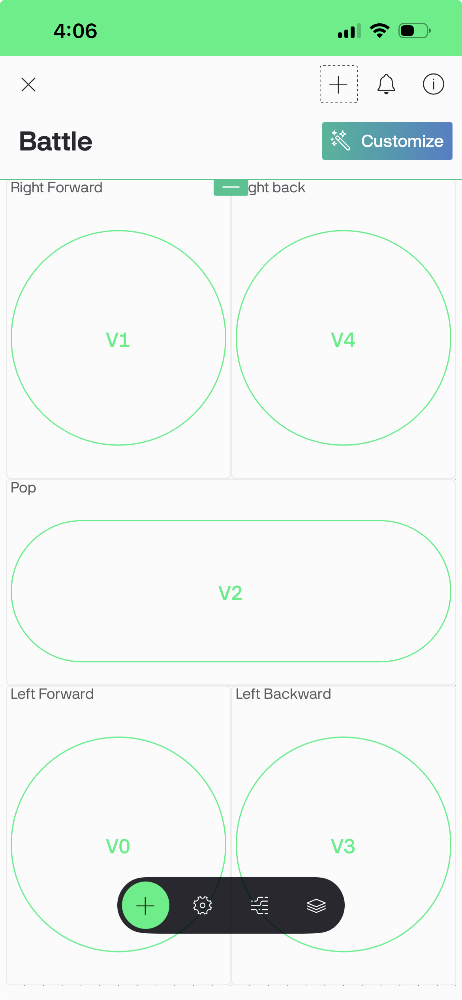 4:06
Battle
Customize
Right Forward
ght back
V1
V4
Pop
V2
Left Forward
Left Backward
V0
V3